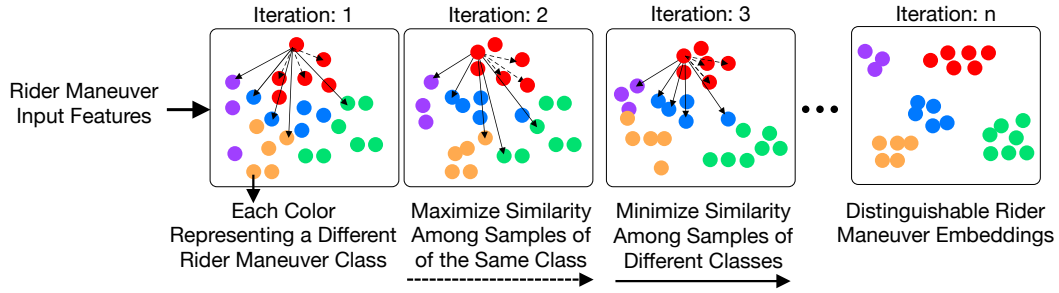 Iteration: 1
Iteration: 2
Iteration: 3
Iteration: n
Rider Maneuver
Input Features
Each Color
Representing a Different
Rider Maneuver Class
Maximize Similarity
Among Samples of
of the Same Class
Minimize Similarity
Among Samples of
Different Classes
Distinguishable Rider
Maneuver Embeddings